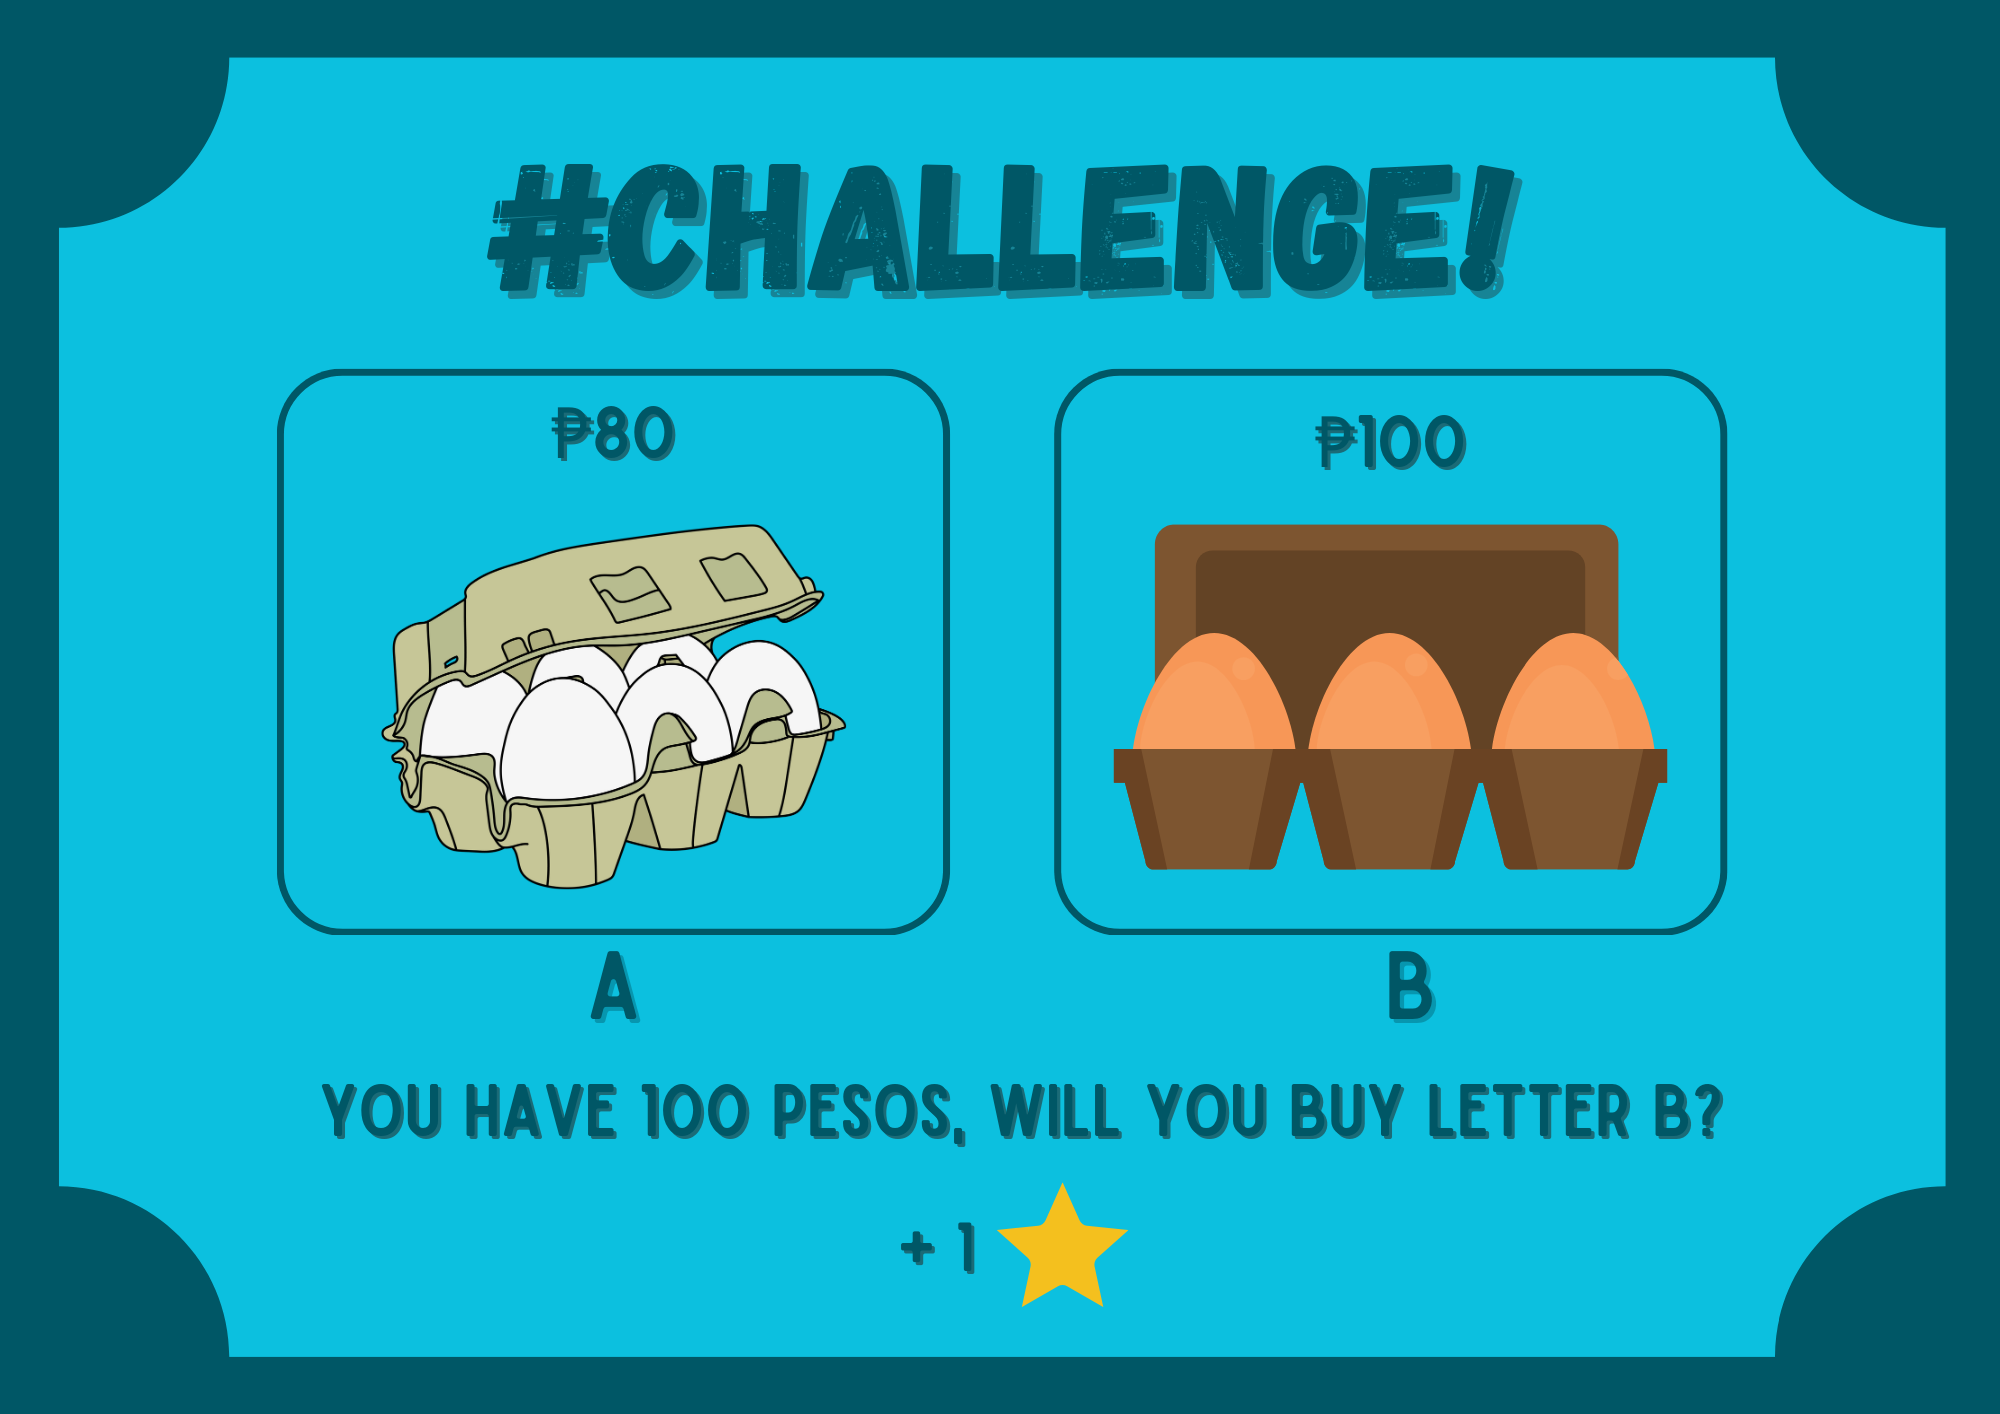 #CHALLENGE!
₱80
₱100
A
B
YOU HAVE 100 PESOS, WILL YOU BUY LETTER B?
+ 1